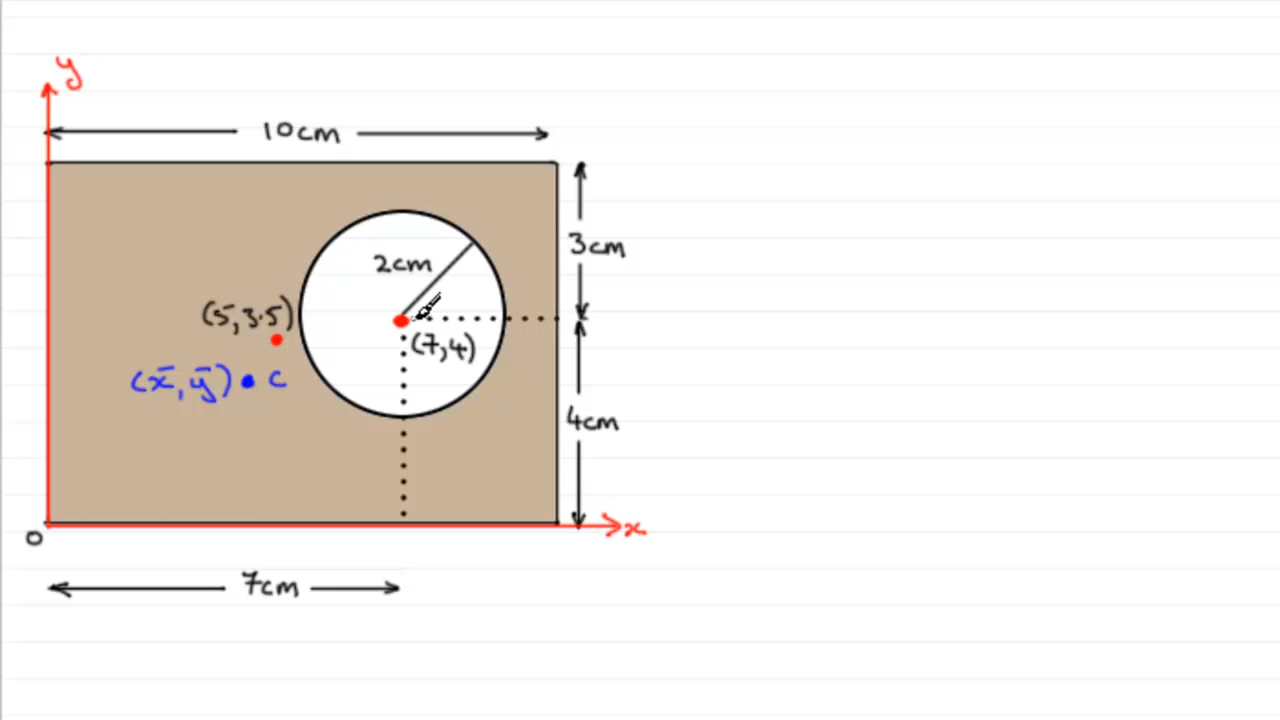 y
10cm
3cm
2cm
(5,3.5)
(7,4)
(x̄,ȳ) • C
4cm
0
x
7cm